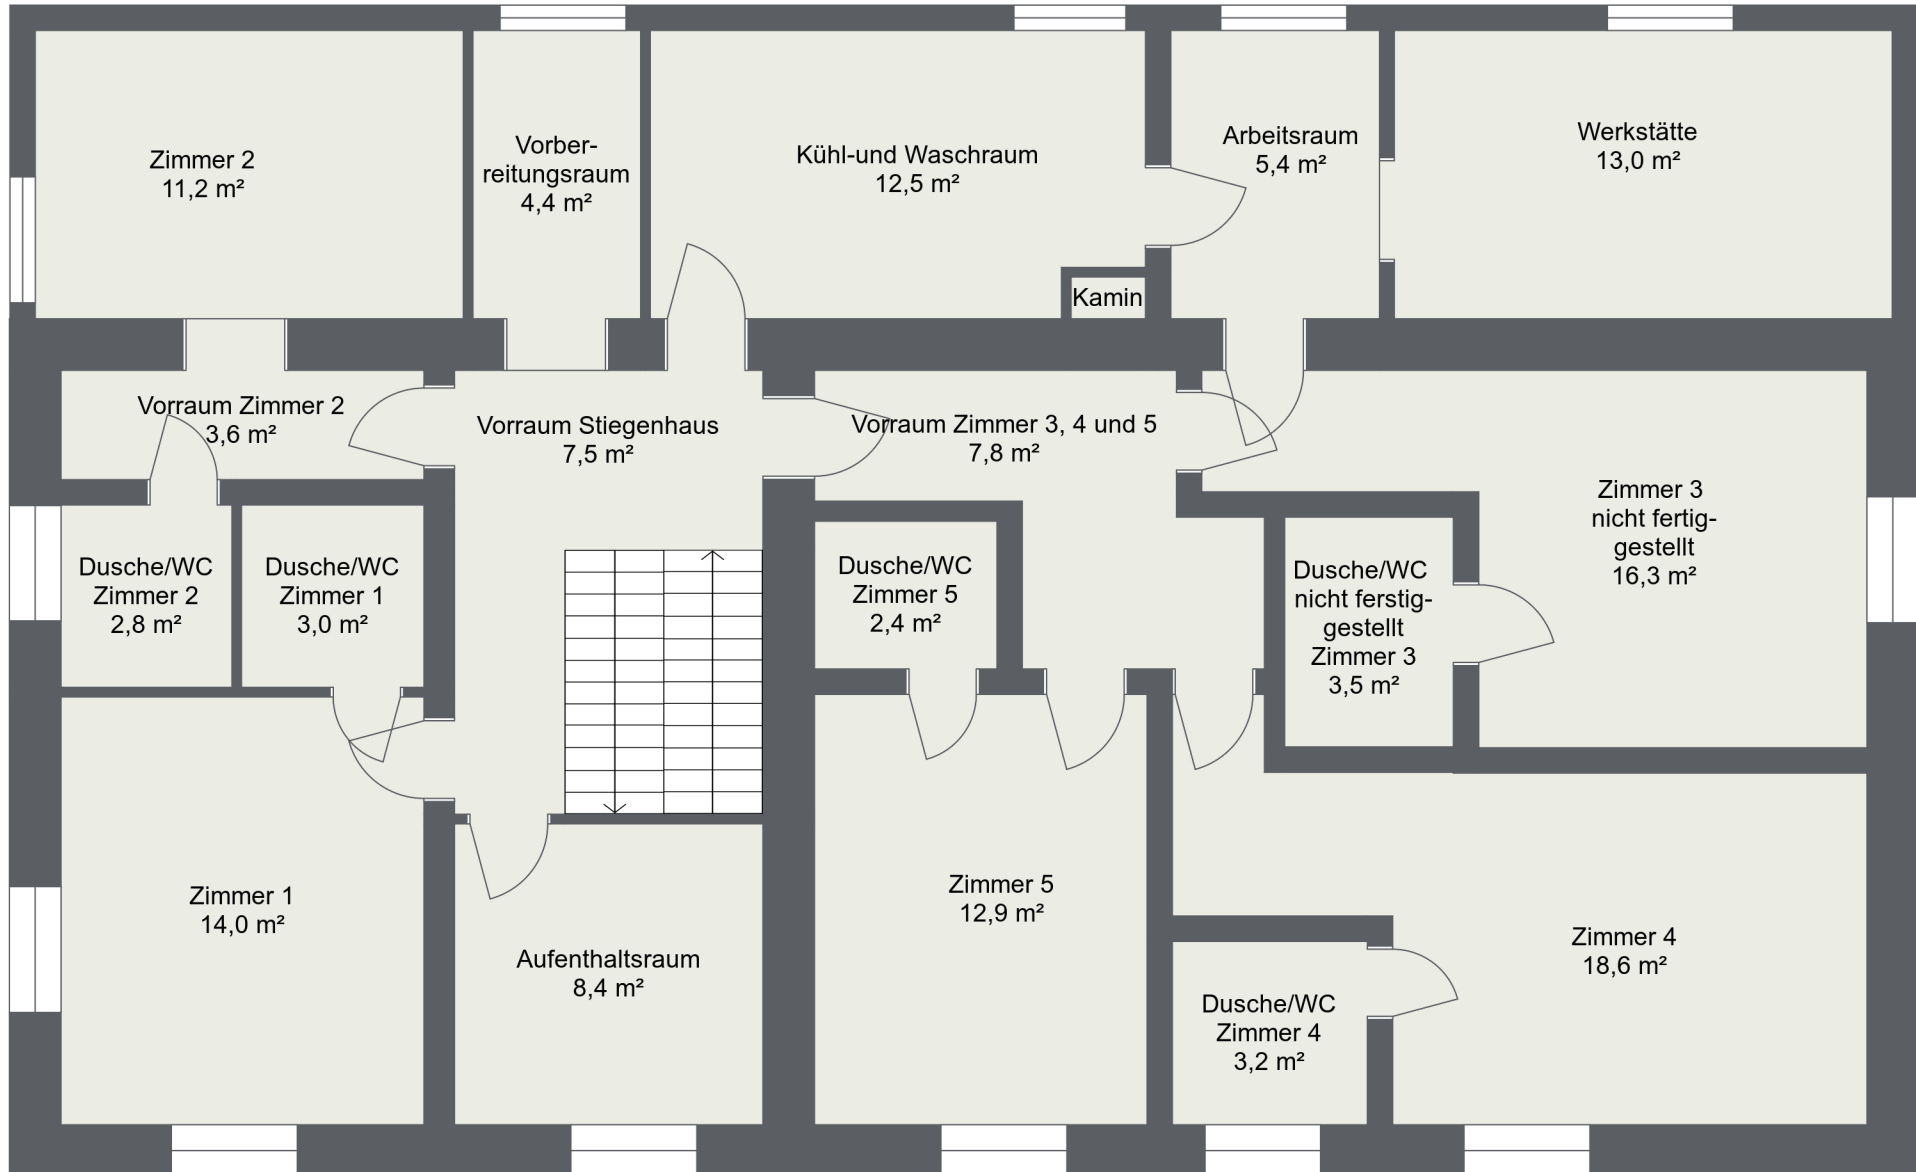 Zimmer 2
11,2 m²
Vorber-
reitungsraum
4,4 m²
Kühl-und Waschraum
12,5 m²
Kamin
Arbeitsraum
5,4 m²
Werkstätte
13,0 m²
Vorraum Zimmer 2
3,6 m²
Vorraum Stiegenhaus
7,5 m²
Vorraum Zimmer 3, 4 und 5
7,8 m²
Zimmer 3
nicht fertig-
gestellt
16,3 m²
Dusche/WC
Zimmer 2
2,8 m²
Dusche/WC
Zimmer 1
3,0 m²
Dusche/WC
Zimmer 5
2,4 m²
Dusche/WC
nicht ferstig-
gestellt
Zimmer 3
3,5 m²
Zimmer 1
14,0 m²
Aufenthaltsraum
8,4 m²
Zimmer 5
12,9 m²
Dusche/WC
Zimmer 4
3,2 m²
Zimmer 4
18,6 m²